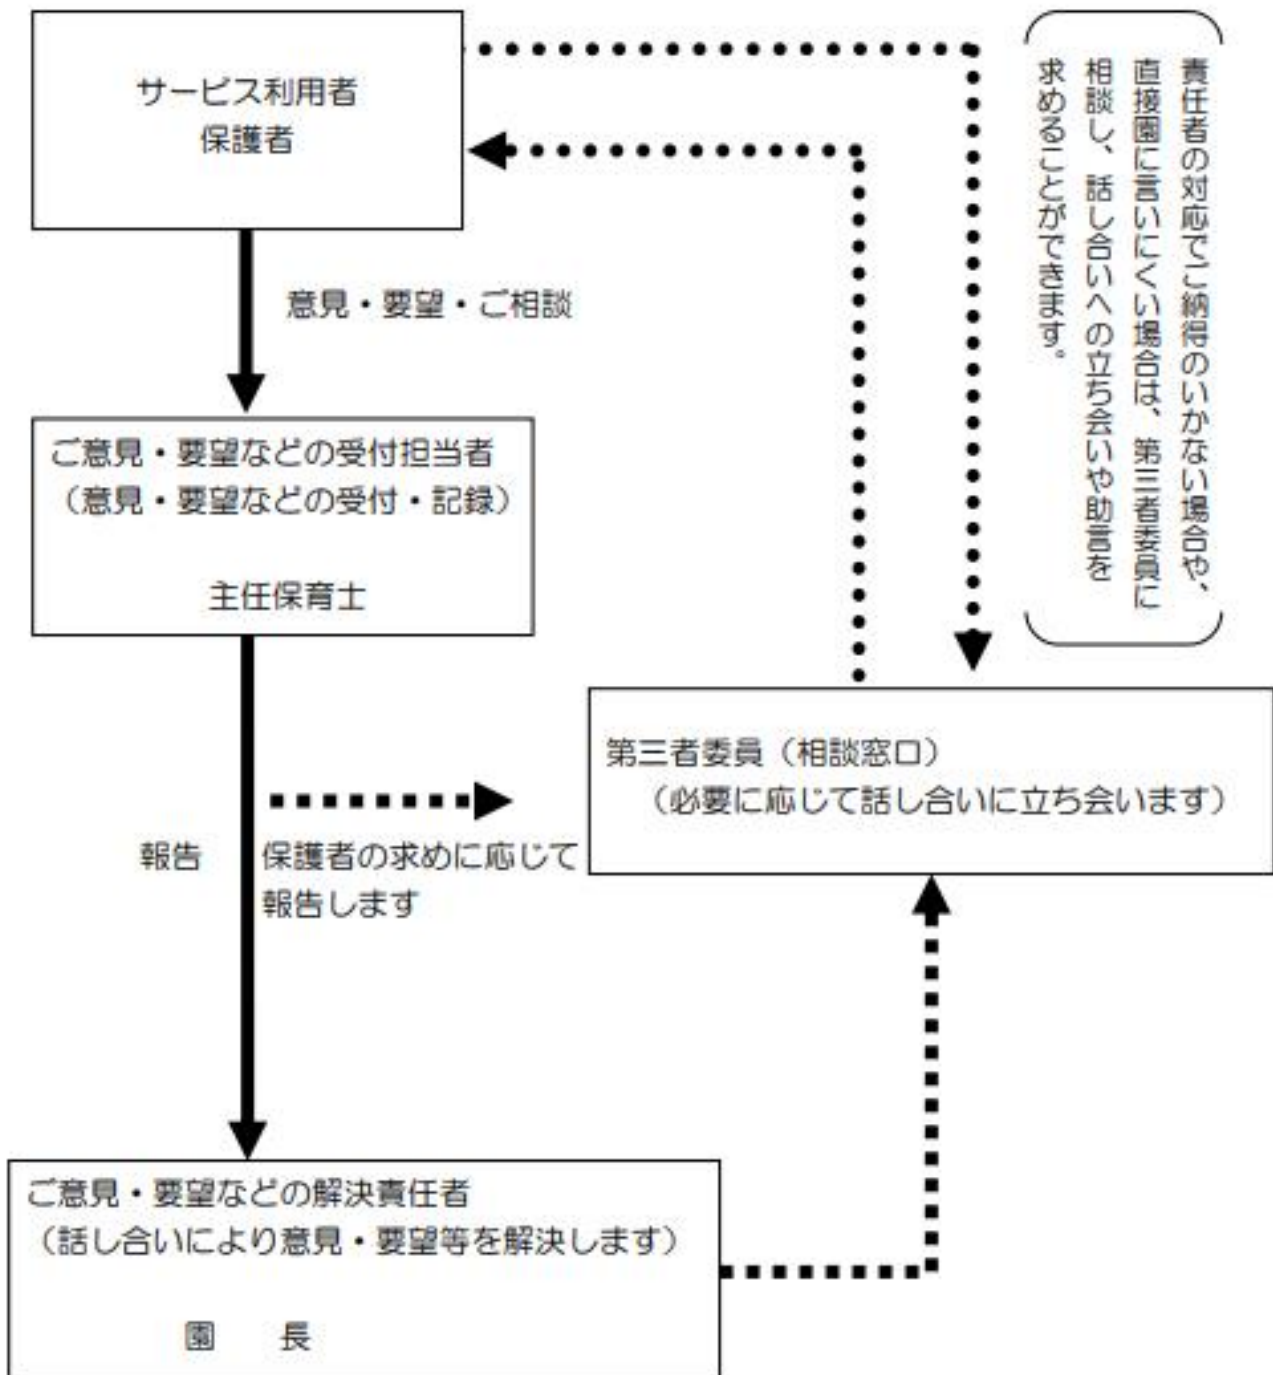 サービス利用者
保護者
責任者の対応でご納得のいかない場合や、
直接園に言いにくい場合は、第三者委員に
相談し、話し合いへの立ち会いや助言を
求めることができます。
意見・要望・ご相談
ご意見・要望などの受付担当者
（意見・要望などの受付・記録）
主任保育士
第三者委員（相談窓口）
（必要に応じて話し合いに立ち会います）
報告
保護者の求めに応じて
報告します
ご意見・要望などの解決責任者
（話し合いにより意見・要望等を解決します）
園　長